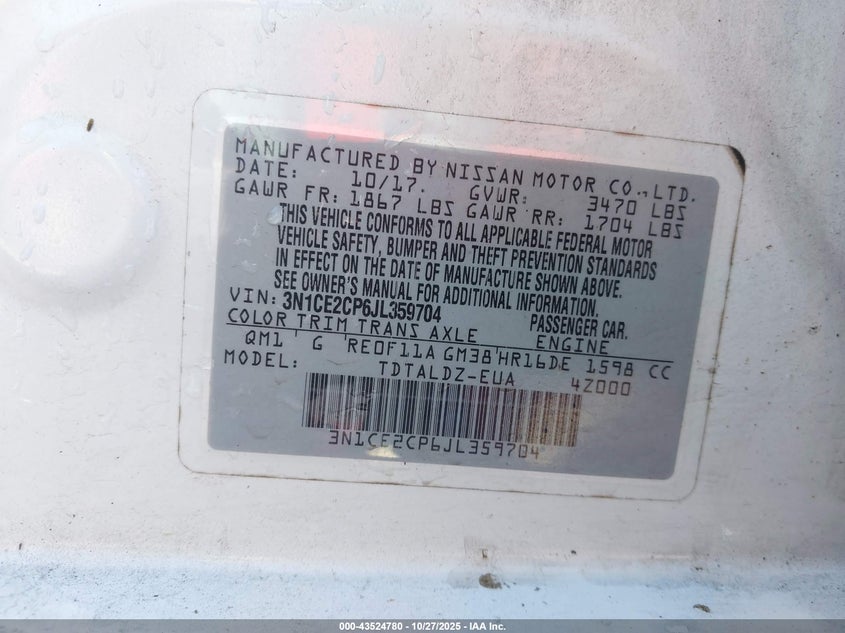 MANUFACTURED BY NISSAN MOTOR CO., LTD.
DATE: 10/17. GVWR: 3470 LBS
GAWR FR: 1867 LBS GAWR RR: 1704 LBS
THIS VEHICLE CONFORMS TO ALL APPLICABLE FEDERAL MOTOR
VEHICLE SAFETY, BUMPER AND THEFT PREVENTION STANDARDS
IN EFFECT ON THE DATE OF MANUFACTURE SHOWN ABOVE.
SEE OWNER'S MANUAL FOR ADDITIONAL INFORMATION.
VIN: 3N1CE2CP6JL359704 PASSENGER CAR.
COLOR TRIM TRANS AXLE ENGINE
QM1 G RE0F11A GM38 HR16DE 1598 CC
MODEL: TDTALDZ-EUA 4Z000
3N1CE2CP6JL359704
000-43524780 - 10/27/2025 - IAA Inc.